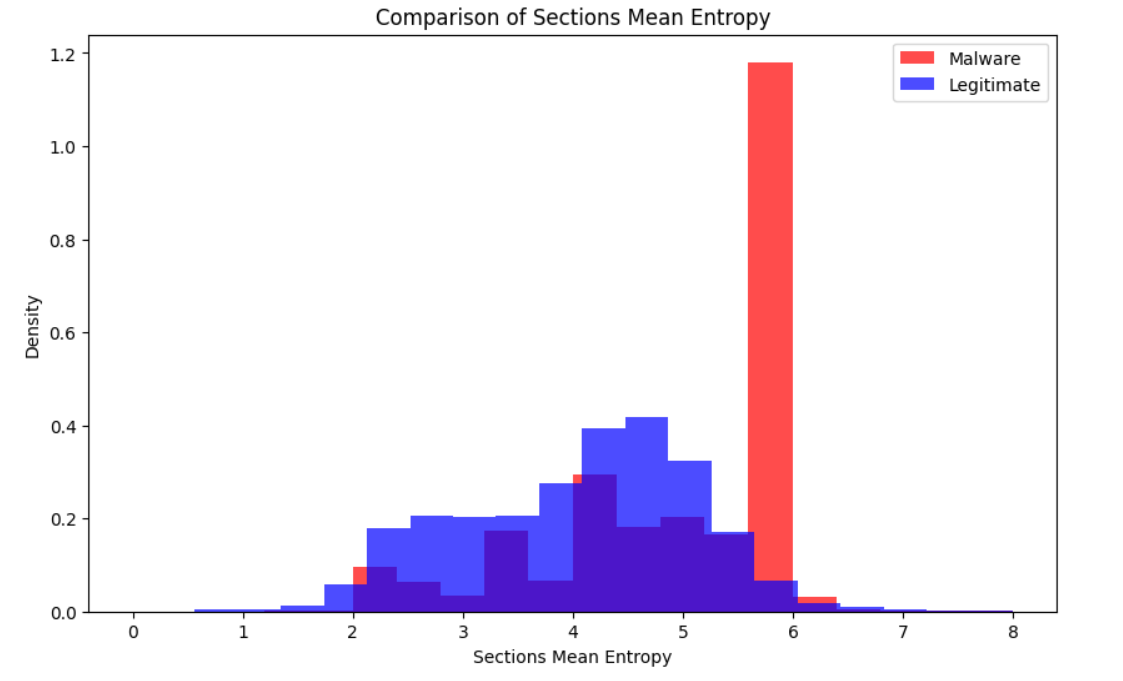 Comparison of Sections Mean Entropy
Malware
Legitimate
1.2
1.0
0.8
0.6
0.4
0.2
0.0
Density
0 1 2 3 4 5 6 7 8
Sections Mean Entropy